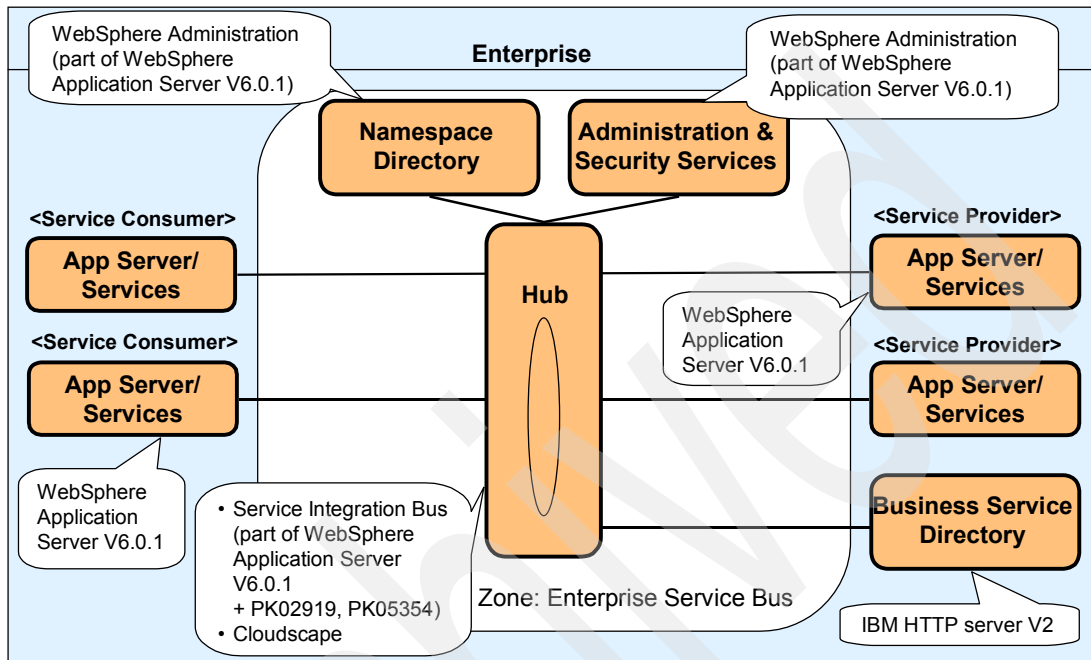 WebSphere Administration
(part of WebSphere
Application Server V6.0.1)
Enterprise
WebSphere Administration
(part of WebSphere
Application Server V6.0.1)
Namespace
Directory
Administration &
Security Services
<Service Consumer>
App Server/
Services
<Service Provider>
App Server/
Services
Hub
WebSphere
Application
Server V6.0.1
<Service Consumer>
App Server/
Services
<Service Provider>
App Server/
Services
WebSphere
Application
Server V6.0.1
• Service Integration Bus
(part of WebSphere
Application Server
V6.0.1
+ PK02919, PK05354)
• Cloudscape
Business Service
Directory
Zone: Enterprise Service Bus
IBM HTTP server V2